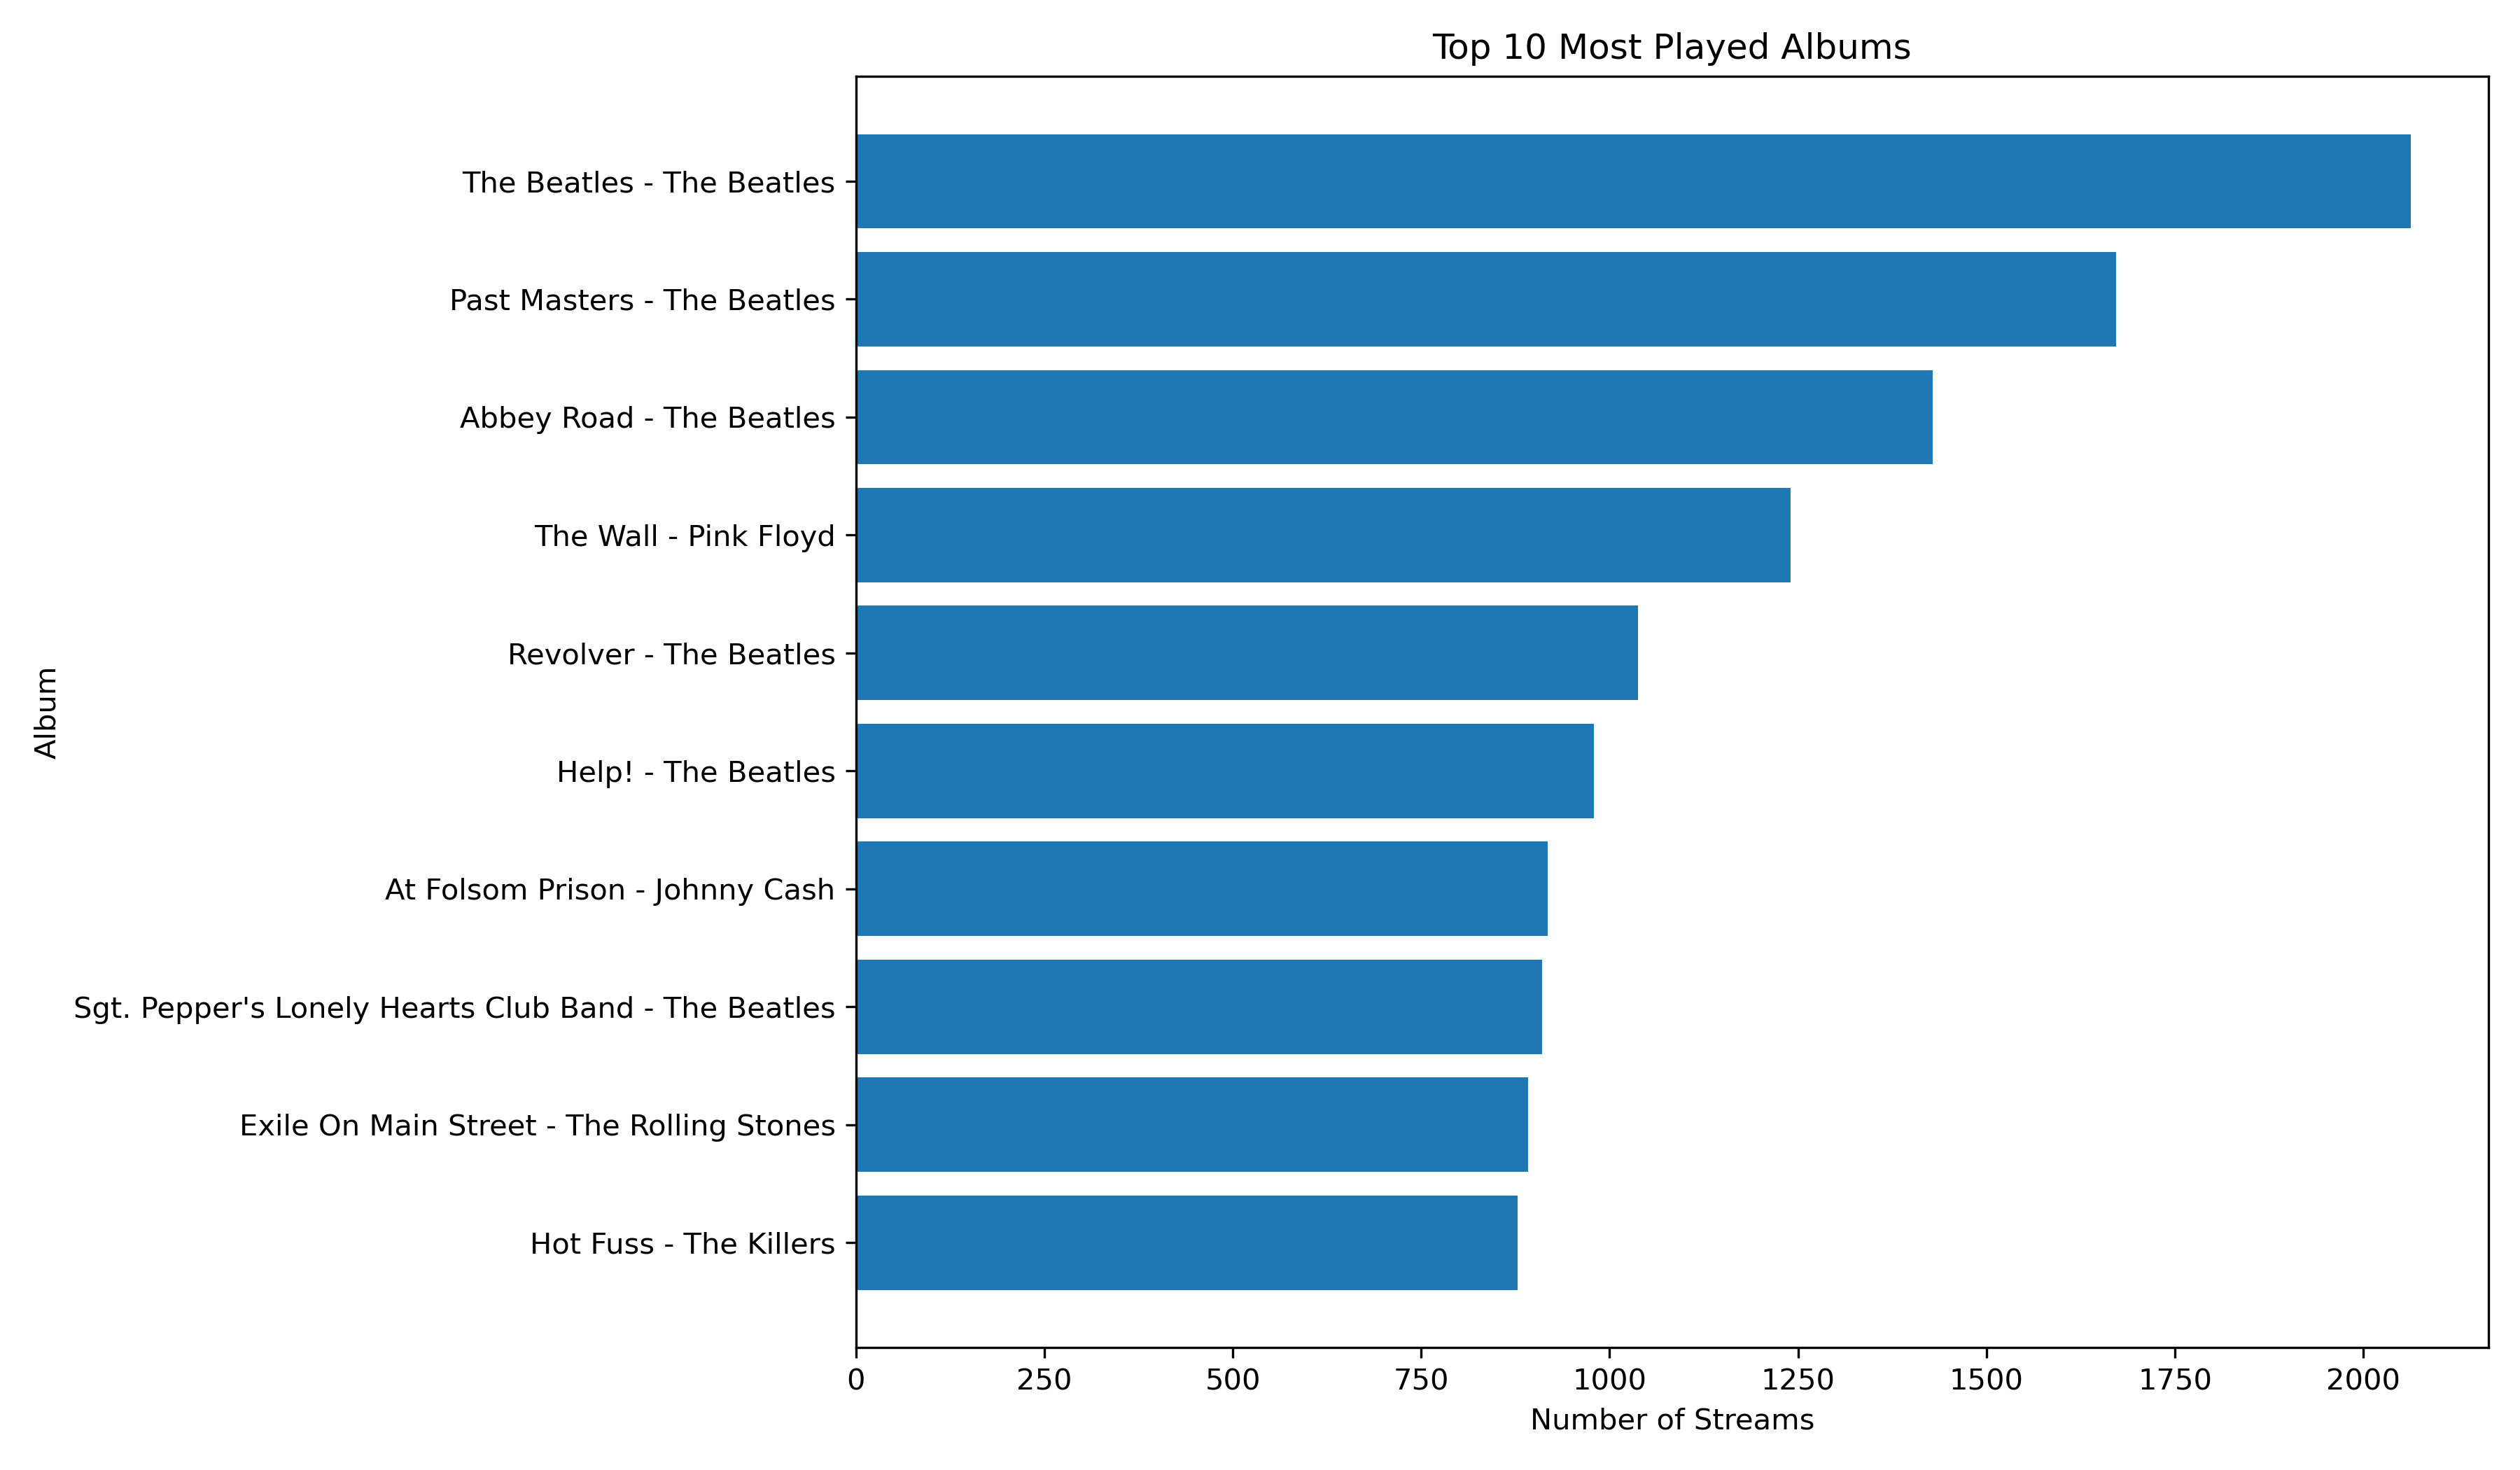 Top 10 Most Played Albums
Album
The Beatles - The Beatles
Past Masters - The Beatles
Abbey Road - The Beatles
The Wall - Pink Floyd
Revolver - The Beatles
Help! - The Beatles
At Folsom Prison - Johnny Cash
Sgt. Pepper's Lonely Hearts Club Band - The Beatles
Exile On Main Street - The Rolling Stones
Hot Fuss - The Killers
0 250 500 750 1000 1250 1500 1750 2000
Number of Streams